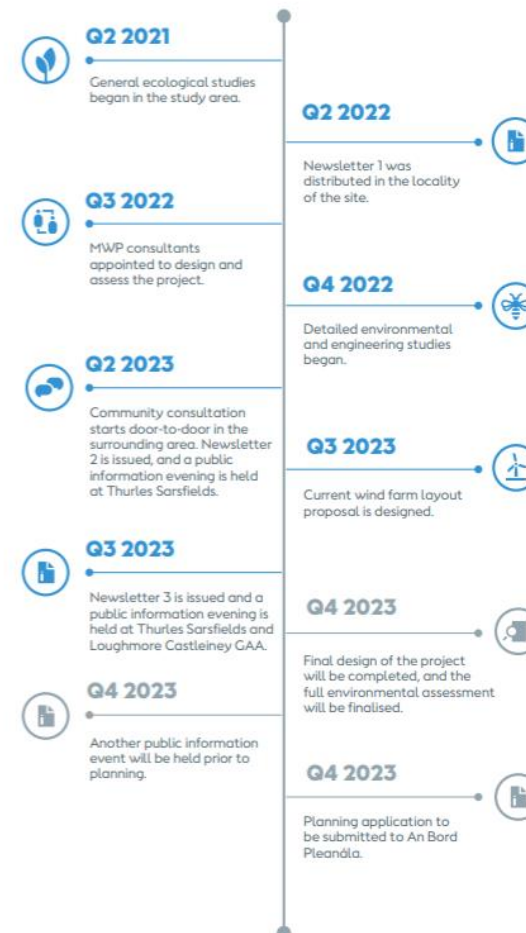 Q2 2021
General ecological studies
began in the study area.
Q2 2022
Newsletter 1 was
distributed in the locality
of the site.
Q3 2022
MWP consultants
appointed to design and
assess the project.
Q4 2022
Detailed environmental
and engineering studies
began.
Q2 2023
Community consultation
starts door-to-door in the
surrounding area. Newsletter
2 is issued, and a public
information evening is held
at Thurles Sarsfields.
Q3 2023
Current wind farm layout
proposal is designed.
Q3 2023
Newsletter 3 is issued and a
public information evening is
held at Thurles Sarsfields and
Loughmore Castleiney GAA.
Q4 2023
Final design of the project
will be completed, and the
full environmental assessment
will be finalised.
Q4 2023
Another public information
event will be held prior to
planning.
Q4 2023
Planning application to
be submitted to An Bord
Pleanála.